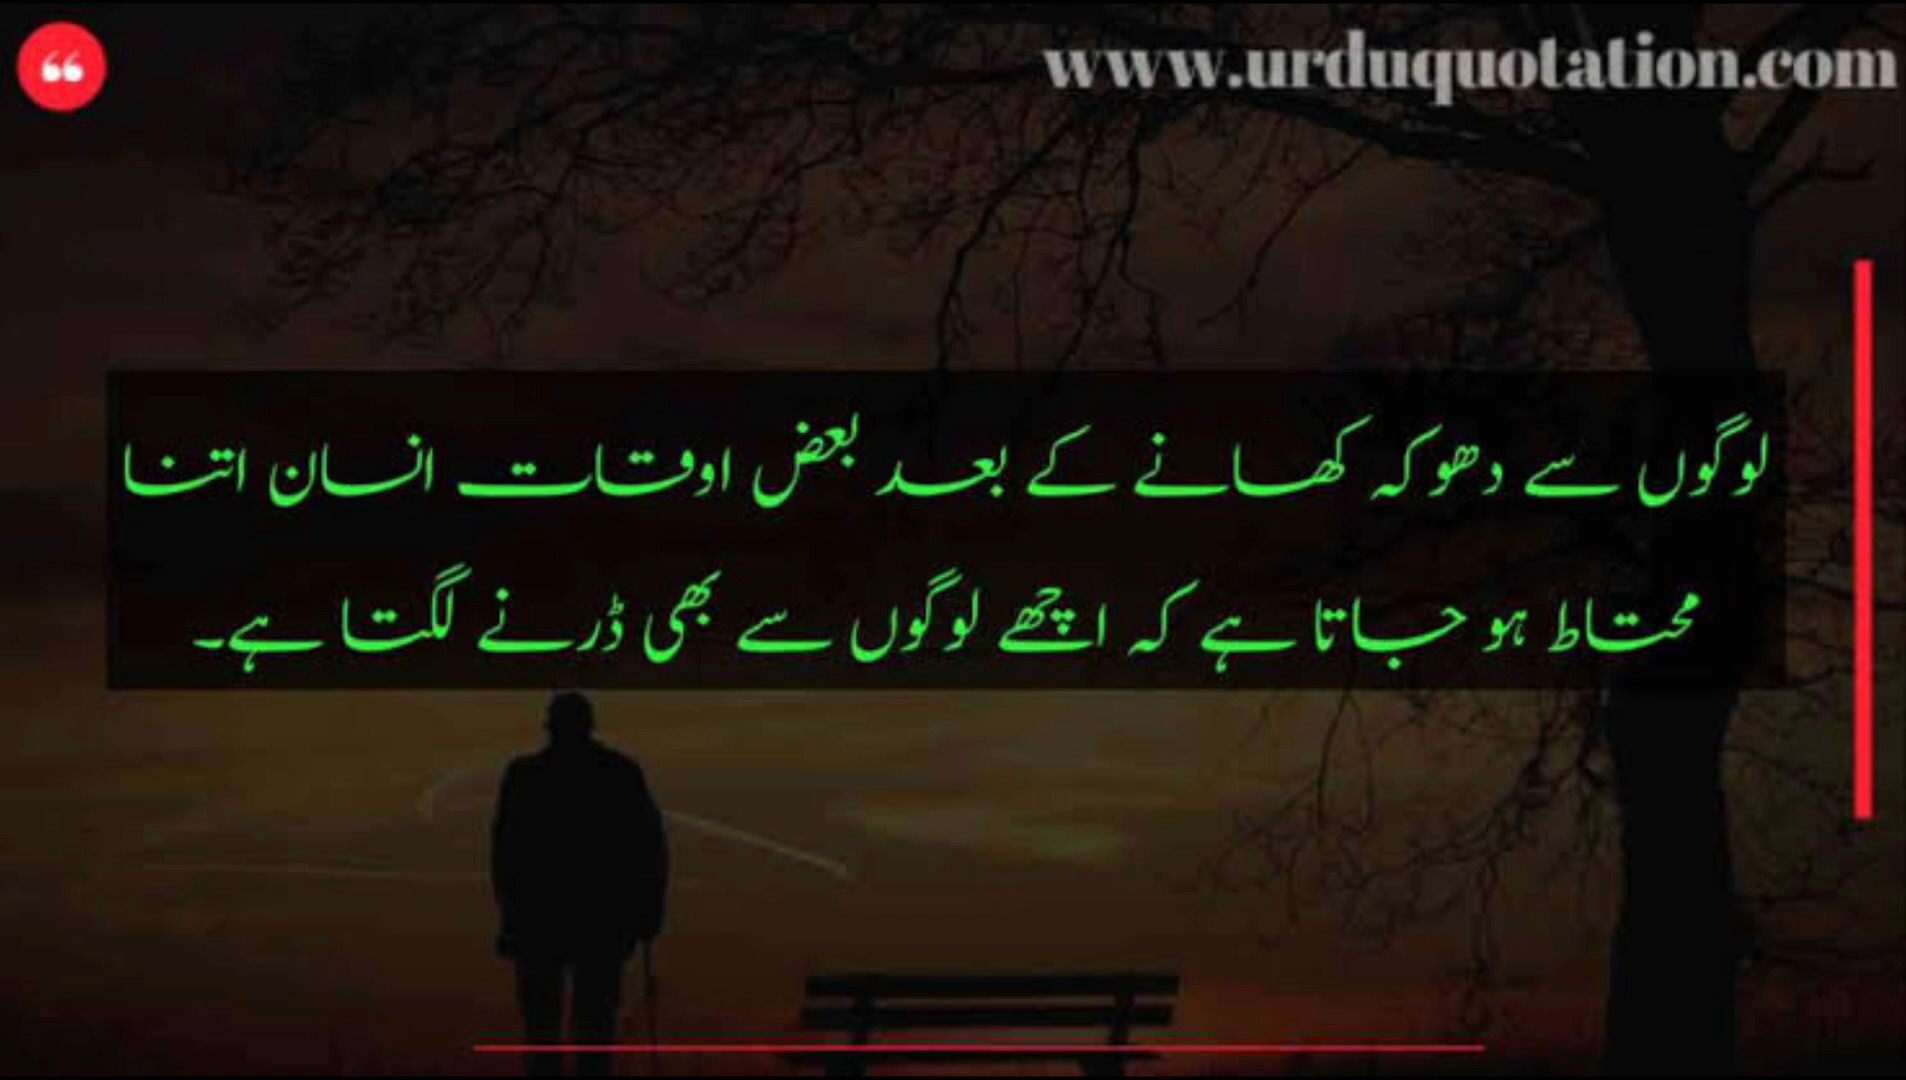 www.urduquotation.com
لوگوں سے دھوکہ کھانے کے بعد بعض اوقات انسان اتنا
محتاط ہو جاتا ہے کہ اچھے لوگوں سے بھی ڈرنے لگتا ہے۔